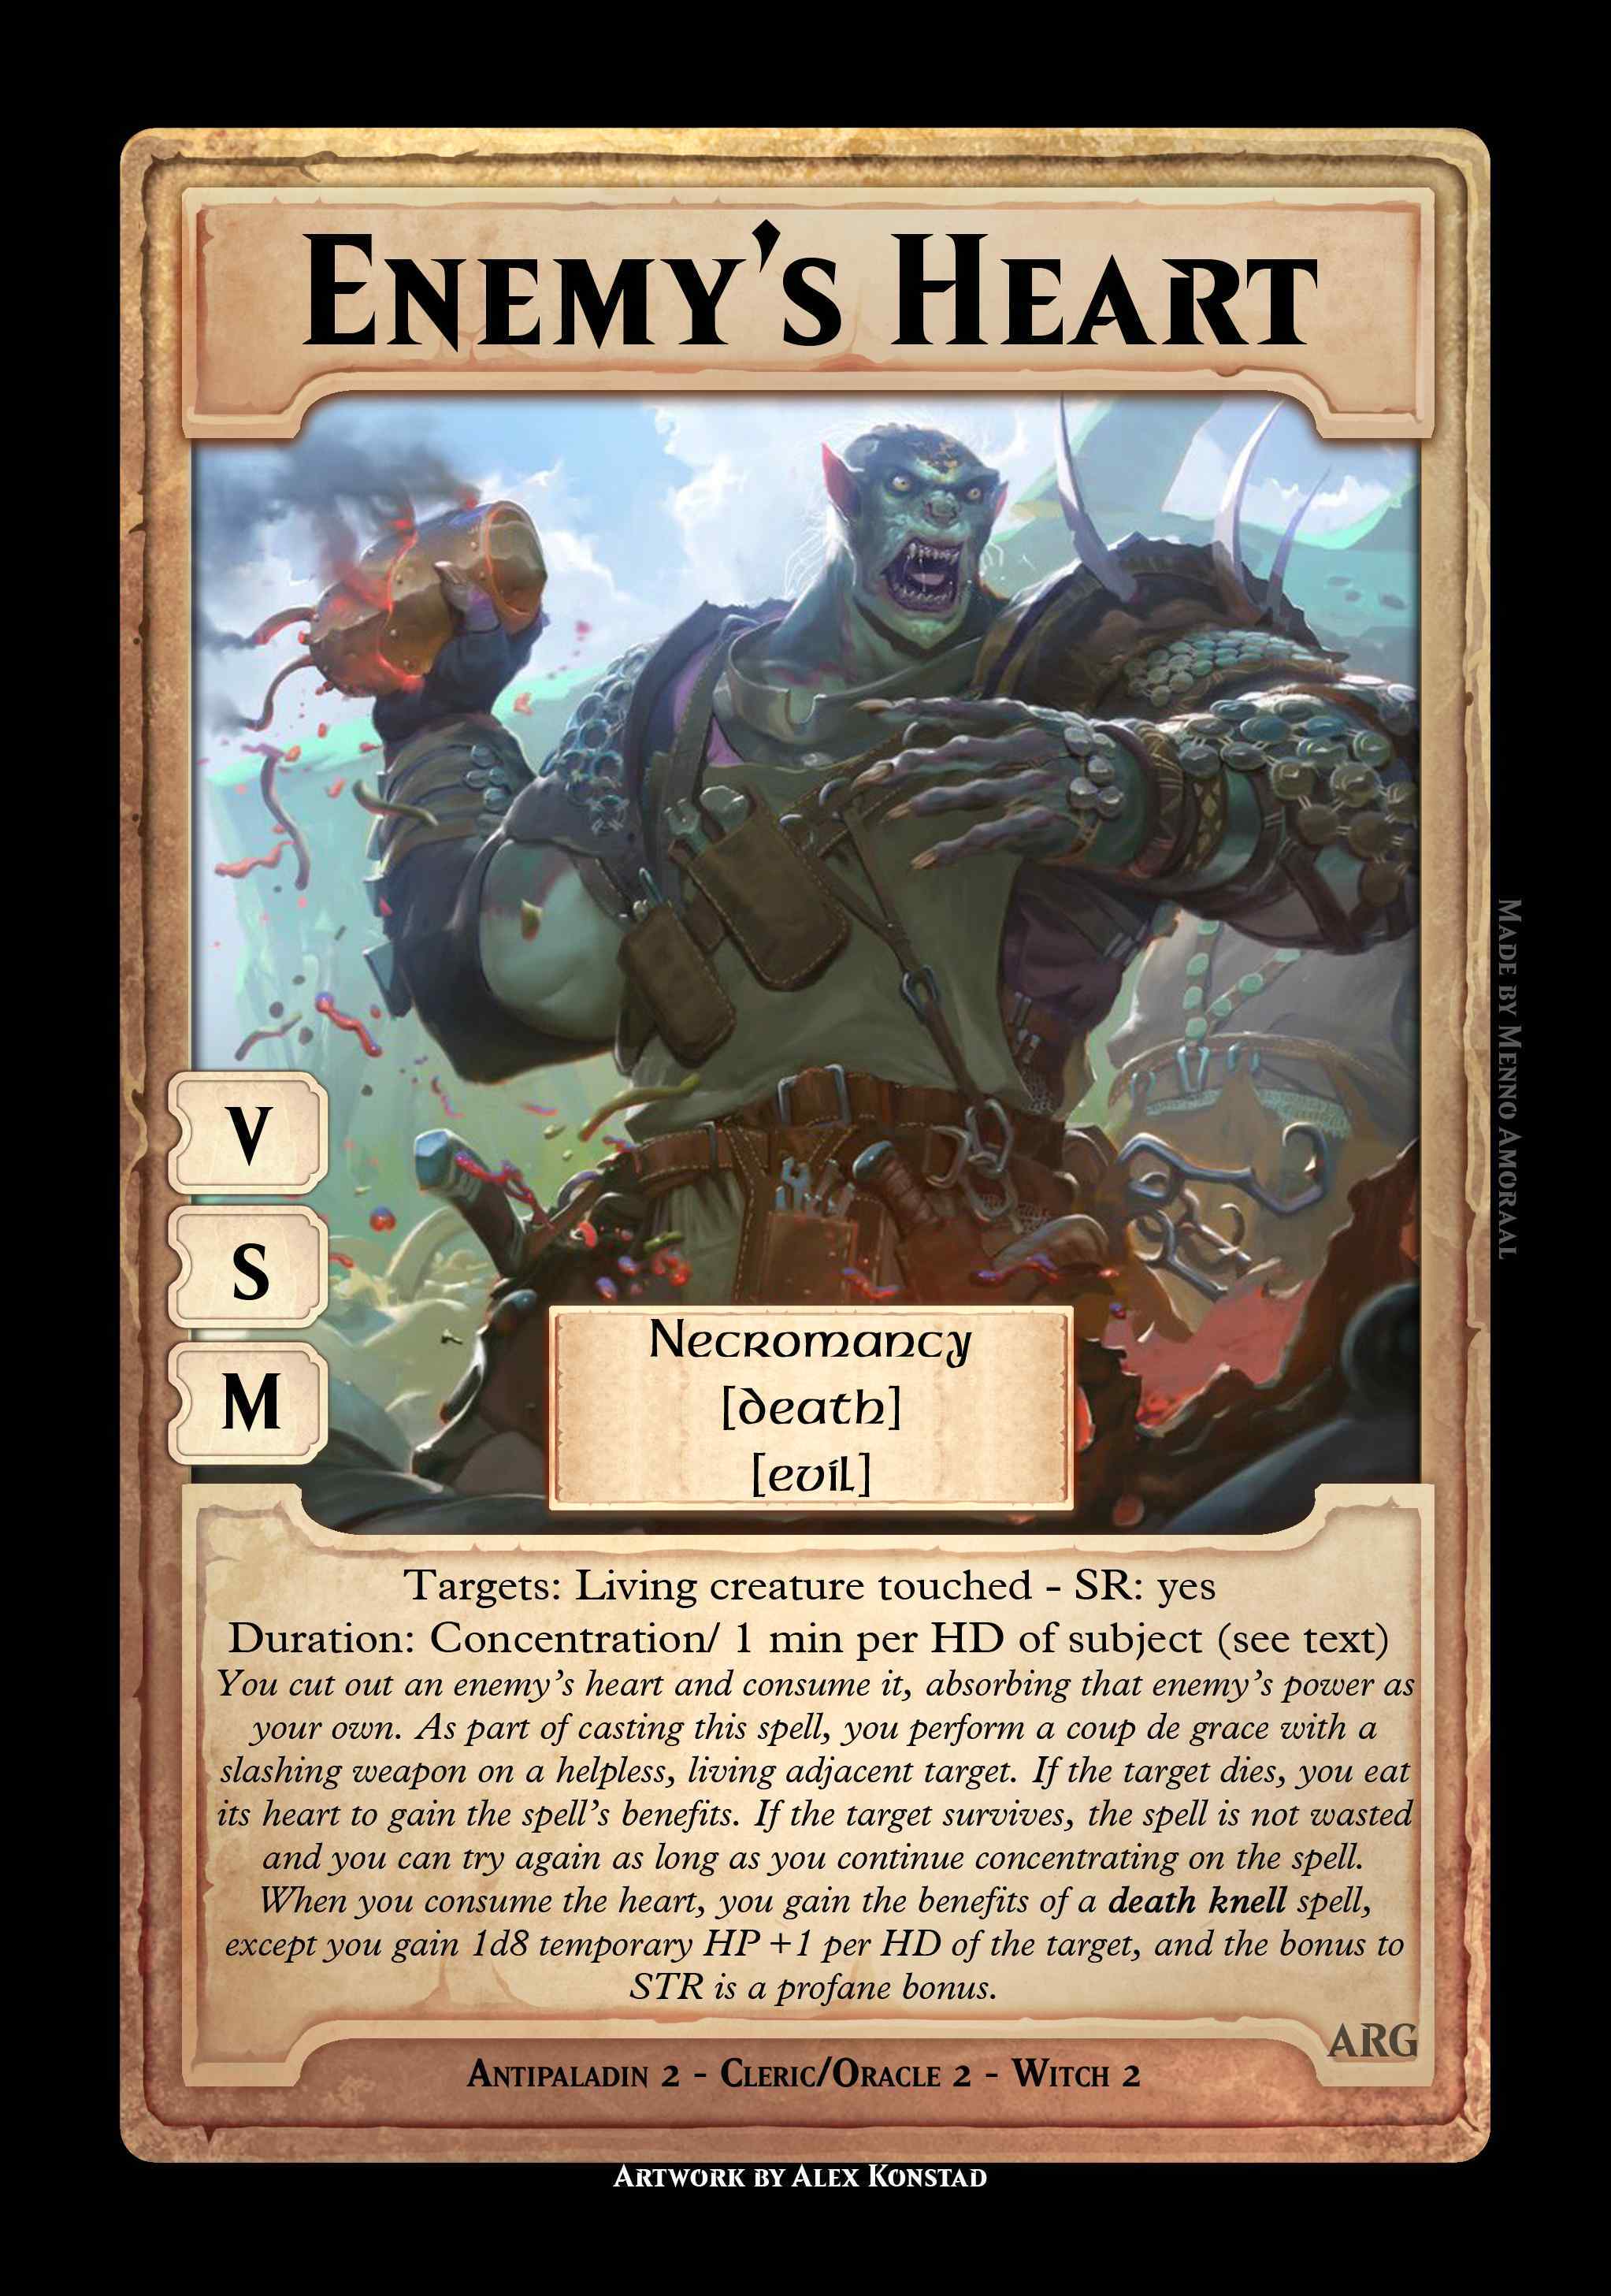 Enemy's Heart
V
S
M
Necromancy
[death]
[evil]
Targets: Living creature touched - SR: yes
Duration: Concentration/ 1 min per HD of subject (see text)
You cut out an enemy's heart and consume it, absorbing that enemy's power as
your own. As part of casting this spell, you perform a coup de grace with a
slashing weapon on a helpless, living adjacent target. If the target dies, you eat
its heart to gain the spell's benefits. If the target survives, the spell is not wasted
and you can try again as long as you continue concentrating on the spell.
When you consume the heart, you gain the benefits of a death knell spell,
except you gain 1d8 temporary HP +1 per HD of the target, and the bonus to
STR is a profane bonus.
ARG
Antipaladin 2 - Cleric/Oracle 2 - Witch 2
Artwork by Alex Konstad
Made by Menno Amoraal